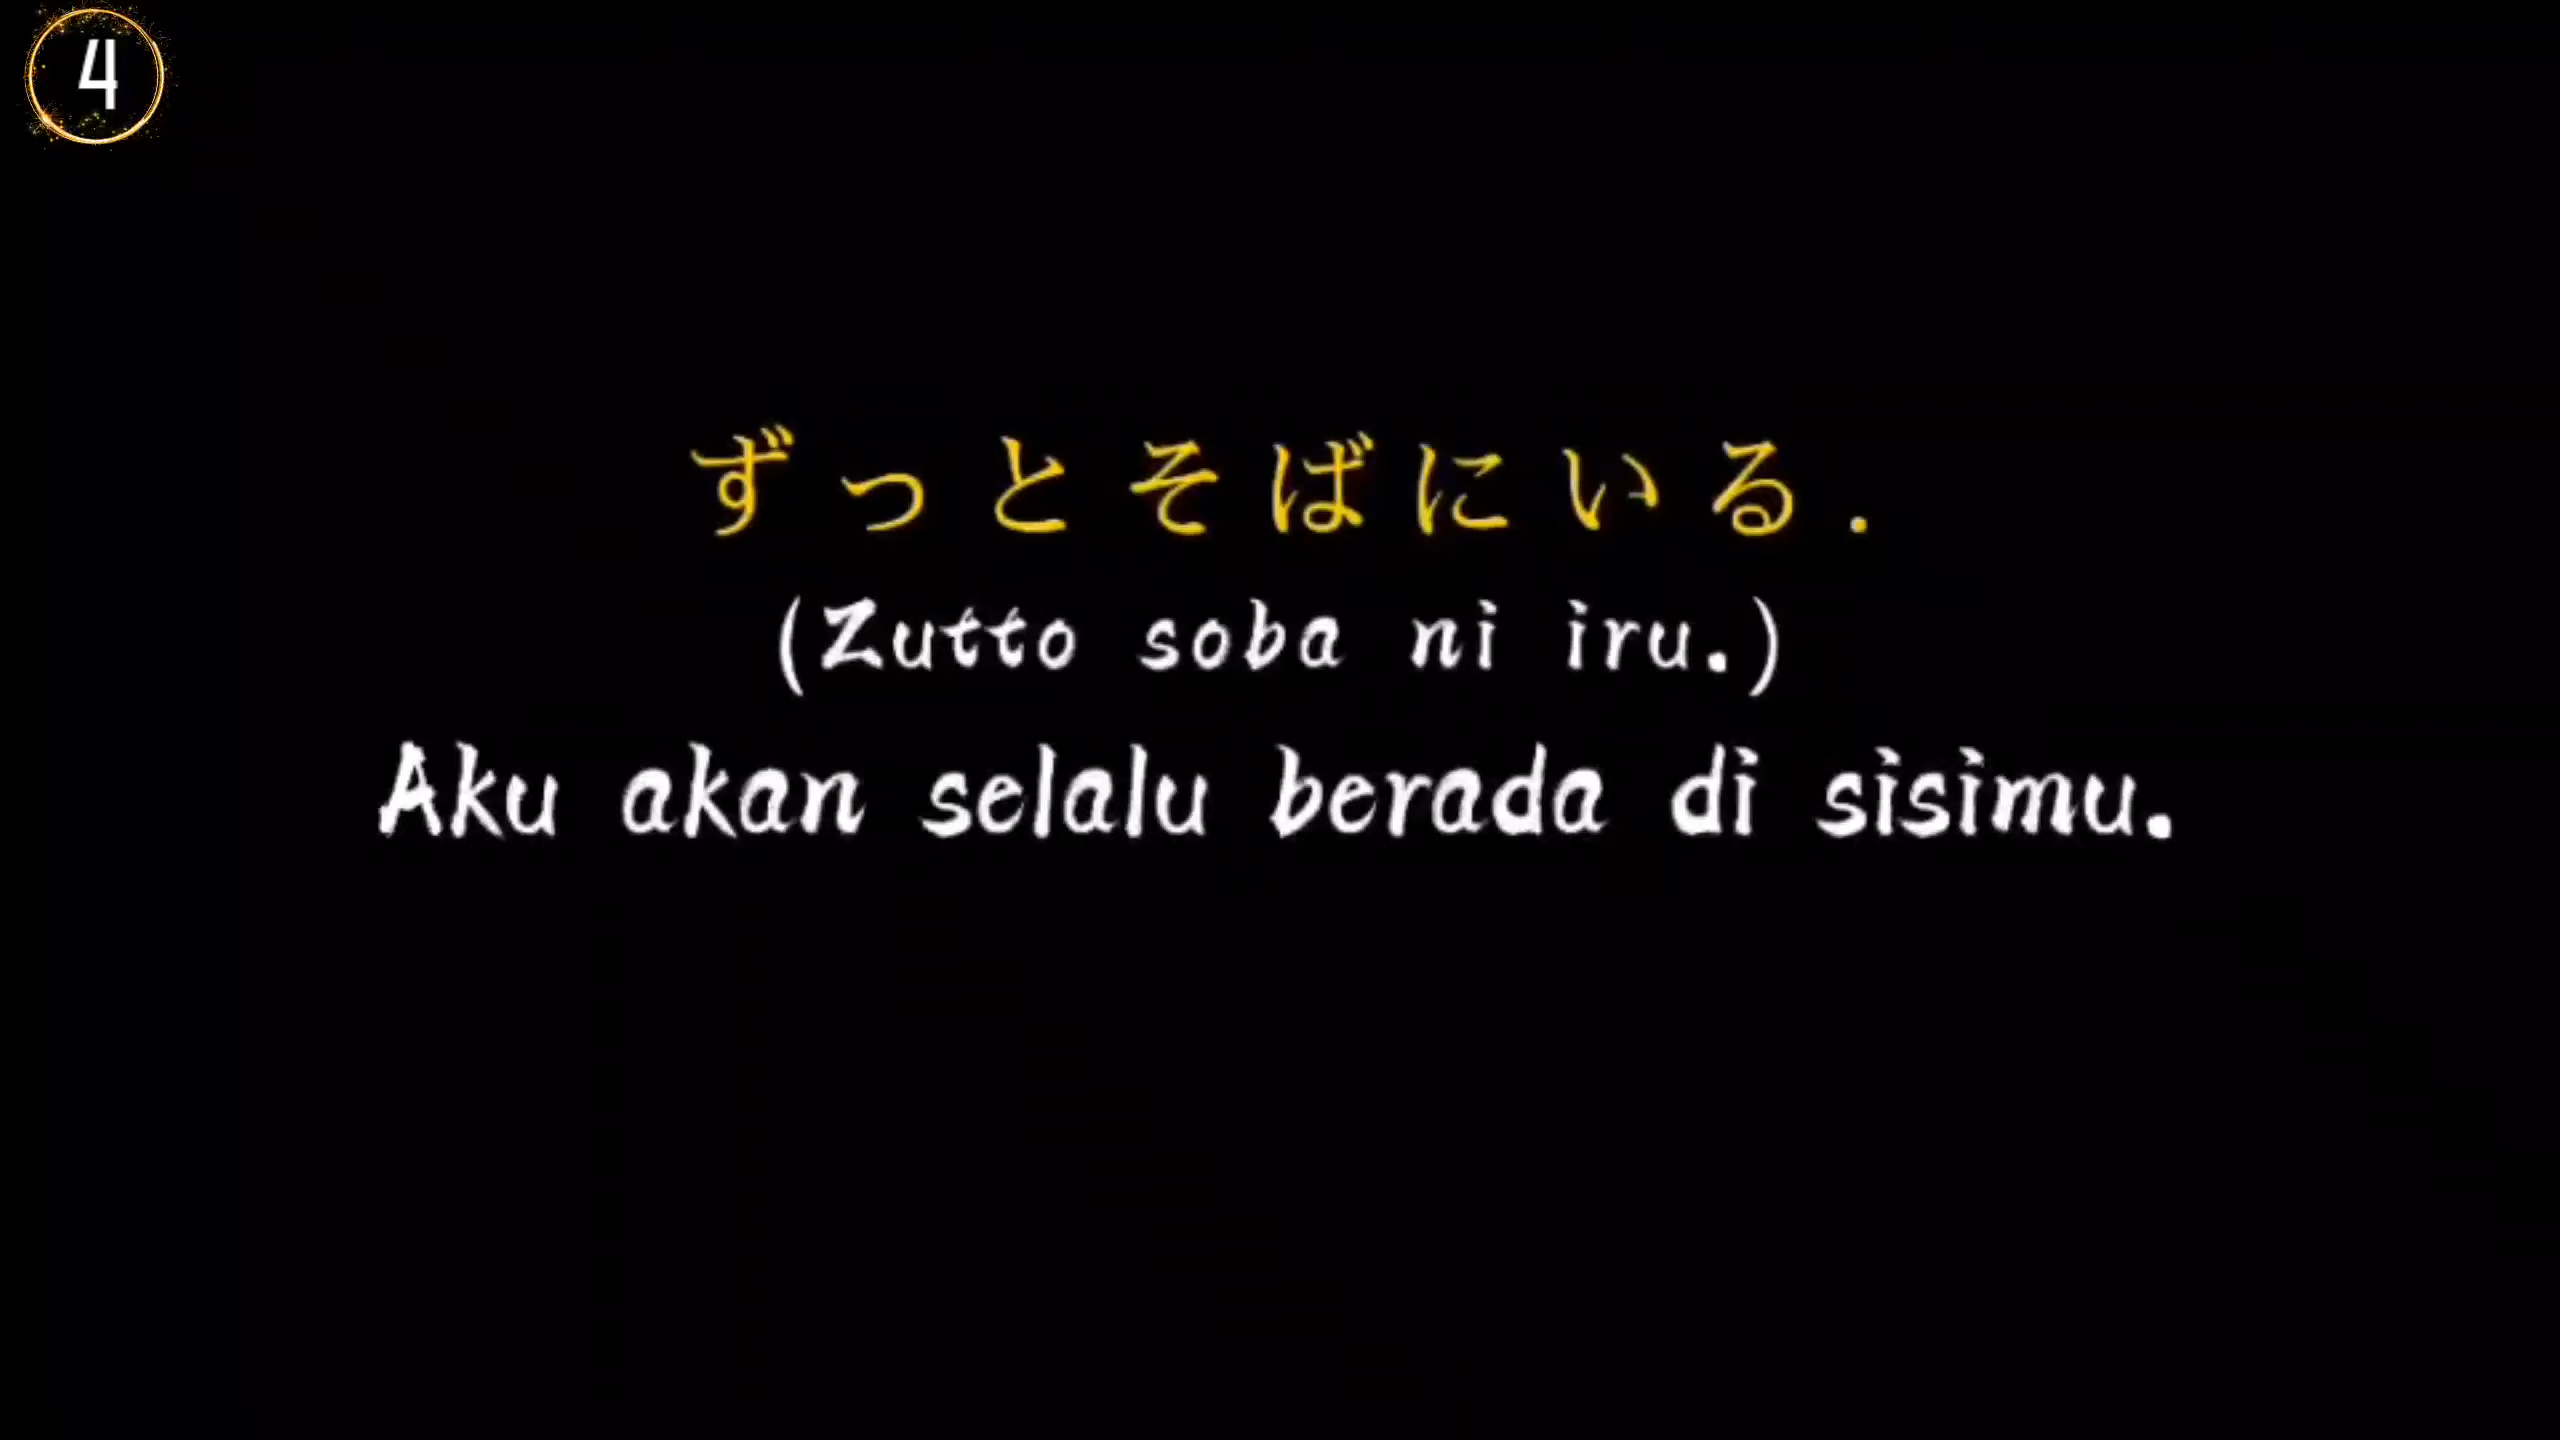 4
ずっとそばにいる.
(Zutto soba ni iru.)
Aku akan selalu berada di sisimu.